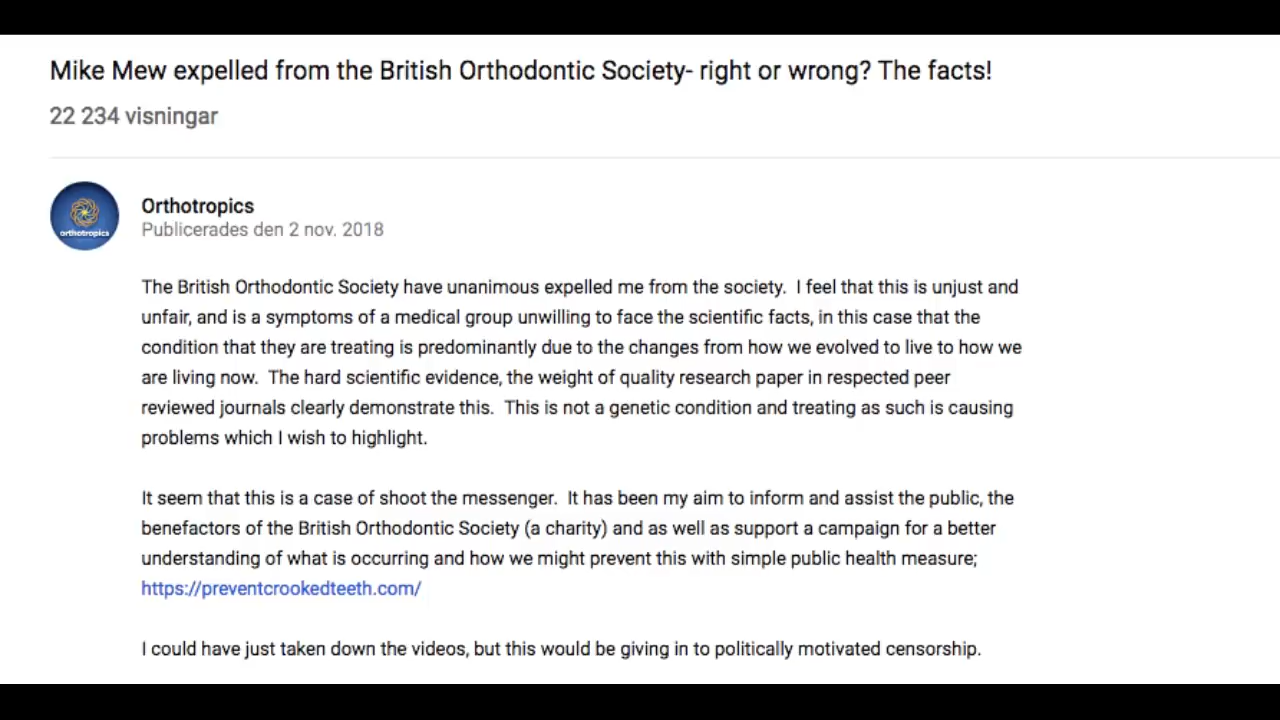 Mike Mew expelled from the British Orthodontic Society- right or wrong? The facts!
22 234 visningar
orthotropics
Orthotropics
Publicerades den 2 nov. 2018
The British Orthodontic Society have unanimous expelled me from the society.  I feel that this is unjust and
unfair, and is a symptoms of a medical group unwilling to face the scientific facts, in this case that the
condition that they are treating is predominantly due to the changes from how we evolved to live to how we
are living now.  The hard scientific evidence, the weight of quality research paper in respected peer
reviewed journals clearly demonstrate this.  This is not a genetic condition and treating as such is causing
problems which I wish to highlight.
It seem that this is a case of shoot the messenger.  It has been my aim to inform and assist the public, the
benefactors of the British Orthodontic Society (a charity) and as well as support a campaign for a better
understanding of what is occurring and how we might prevent this with simple public health measure;
https://preventcrookedteeth.com/
I could have just taken down the videos, but this would be giving in to politically motivated censorship.